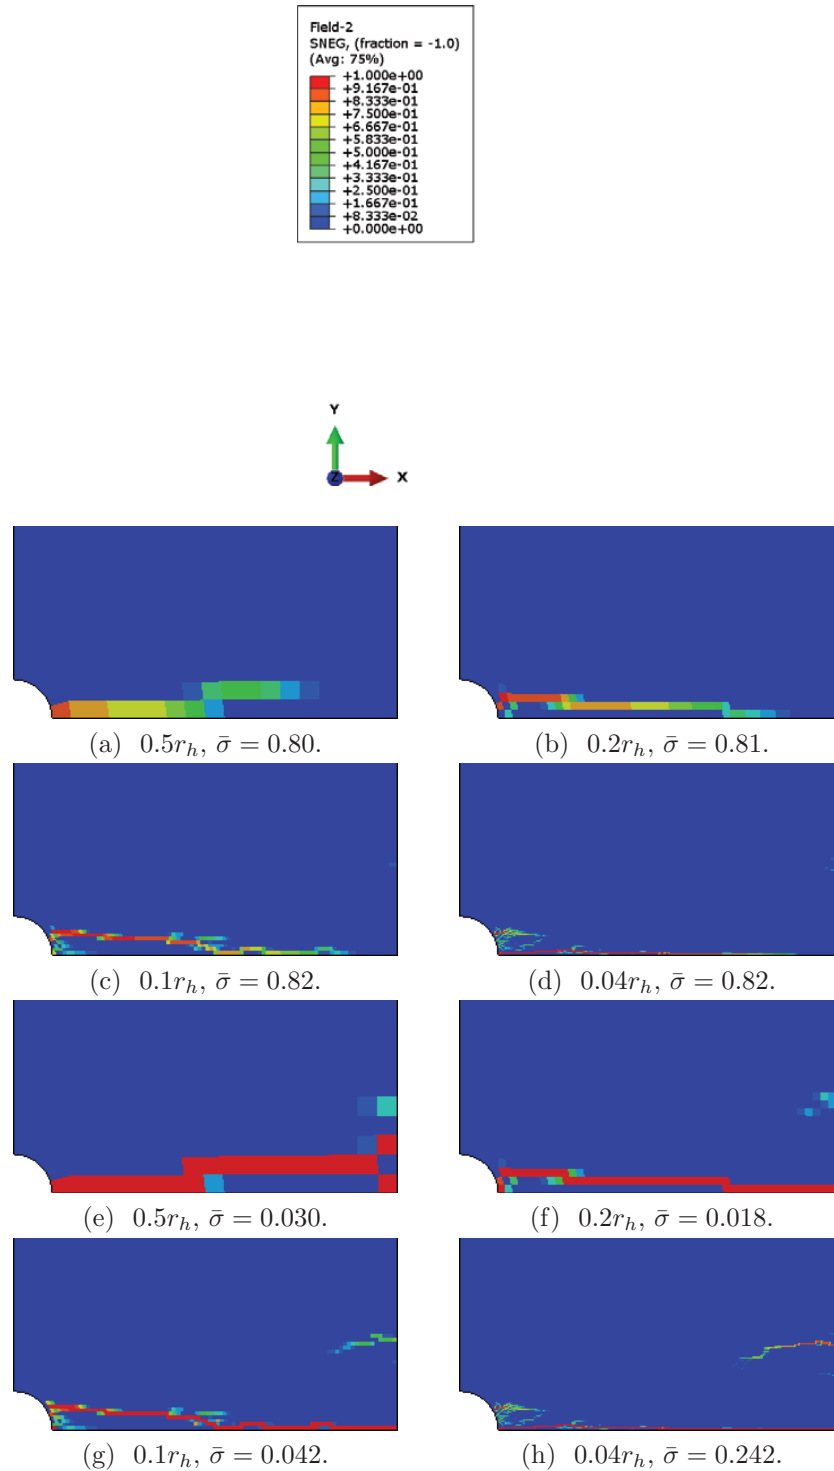 Field-2
SNEG, (fraction = -1.0)
(Avg: 75%)
+1.000e+00
+9.167e-01
+8.333e-01
+7.500e-01
+6.667e-01
+5.833e-01
+5.000e-01
+4.167e-01
+3.333e-01
+2.500e-01
+1.667e-01
+8.333e-02
+0.000e+00
Y
Z X
(a) 0.5r_h, σ̄ = 0.80.
(b) 0.2r_h, σ̄ = 0.81.
(c) 0.1r_h, σ̄ = 0.82.
(d) 0.04r_h, σ̄ = 0.82.
(e) 0.5r_h, σ̄ = 0.030.
(f) 0.2r_h, σ̄ = 0.018.
(g) 0.1r_h, σ̄ = 0.042.
(h) 0.04r_h, σ̄ = 0.242.